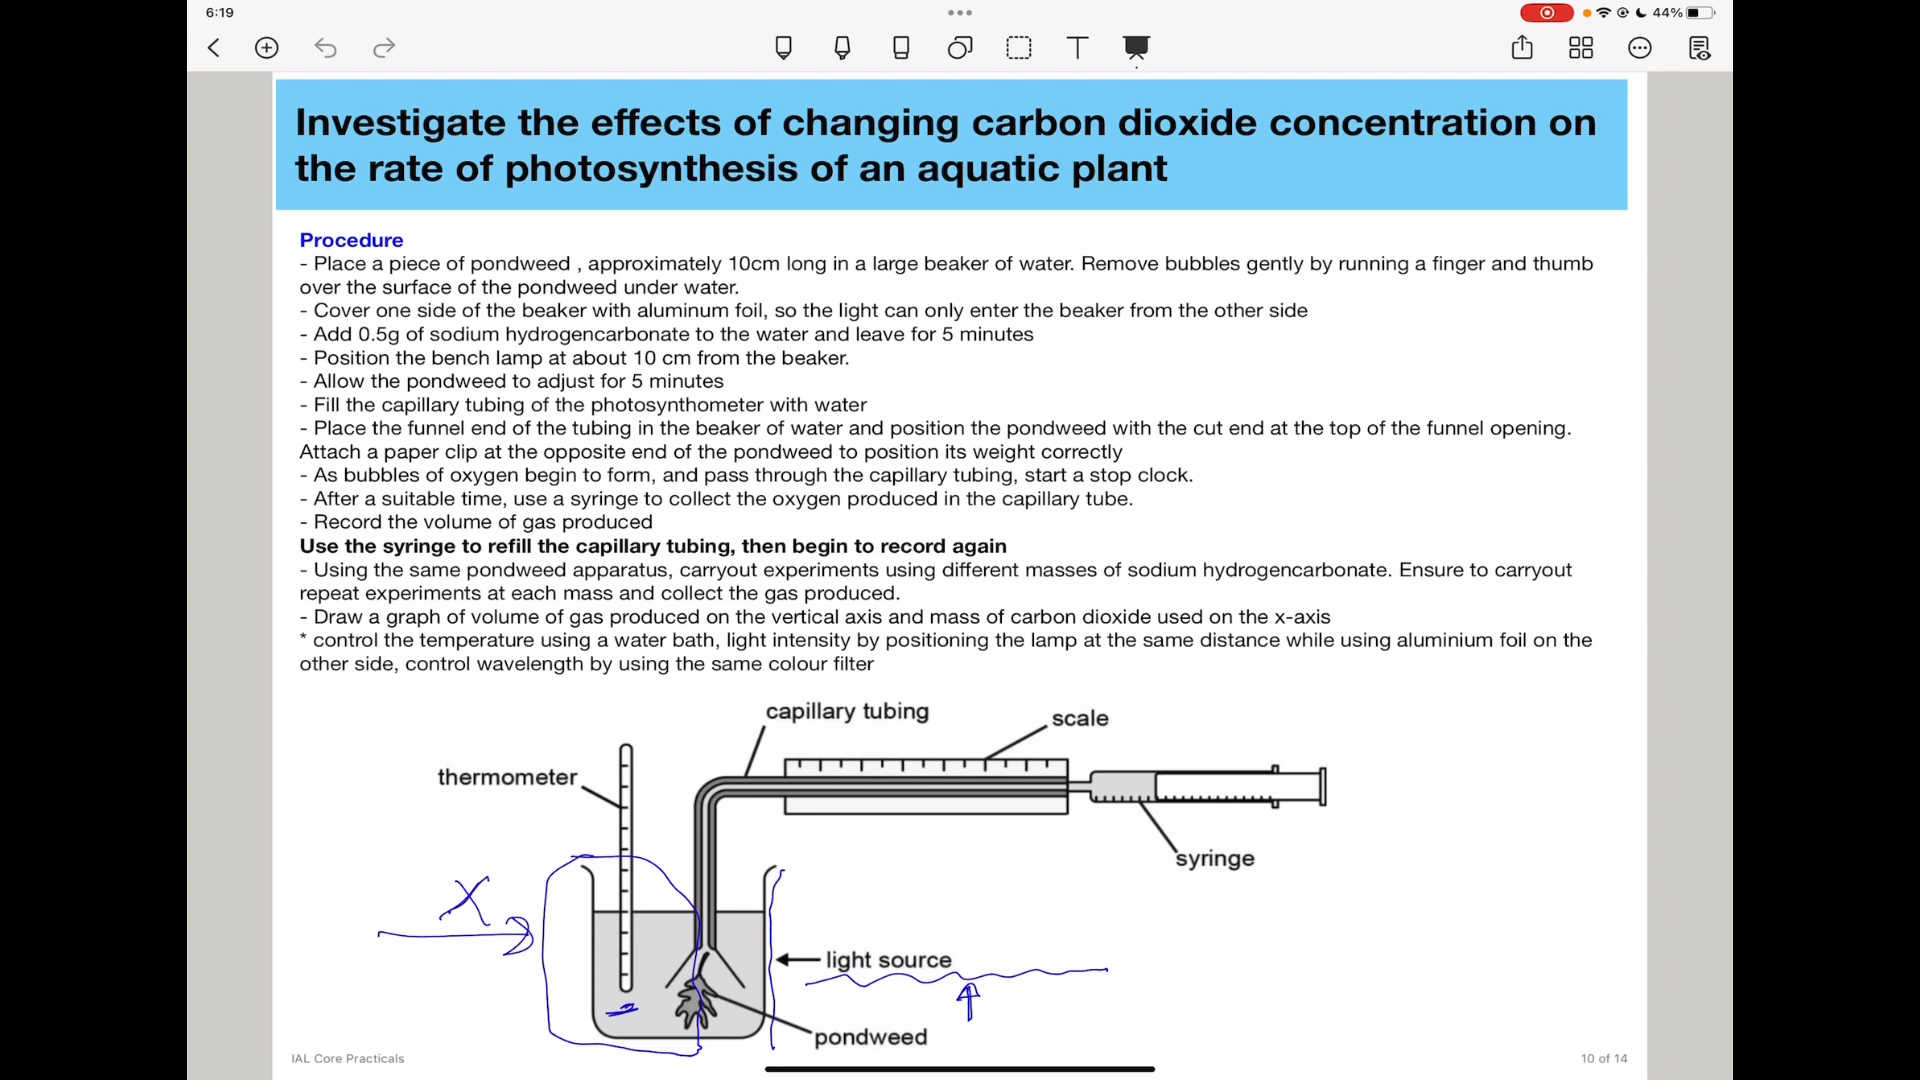 6:19
44%
Investigate the effects of changing carbon dioxide concentration on
the rate of photosynthesis of an aquatic plant
Procedure
- Place a piece of pondweed , approximately 10cm long in a large beaker of water. Remove bubbles gently by running a finger and thumb
over the surface of the pondweed under water.
- Cover one side of the beaker with aluminum foil, so the light can only enter the beaker from the other side
- Add 0.5g of sodium hydrogencarbonate to the water and leave for 5 minutes
- Position the bench lamp at about 10 cm from the beaker.
- Allow the pondweed to adjust for 5 minutes
- Fill the capillary tubing of the photosynthometer with water
- Place the funnel end of the tubing in the beaker of water and position the pondweed with the cut end at the top of the funnel opening.
Attach a paper clip at the opposite end of the pondweed to position its weight correctly
- As bubbles of oxygen begin to form, and pass through the capillary tubing, start a stop clock.
- After a suitable time, use a syringe to collect the oxygen produced in the capillary tube.
- Record the volume of gas produced
Use the syringe to refill the capillary tubing, then begin to record again
- Using the same pondweed apparatus, carryout experiments using different masses of sodium hydrogencarbonate. Ensure to carryout
repeat experiments at each mass and collect the gas produced.
- Draw a graph of volume of gas produced on the vertical axis and mass of carbon dioxide used on the x-axis
* control the temperature using a water bath, light intensity by positioning the lamp at the same distance while using aluminium foil on the
other side, control wavelength by using the same colour filter
capillary tubing
scale
thermometer
syringe
X
light source
pondweed
IAL Core Practicals
10 of 14